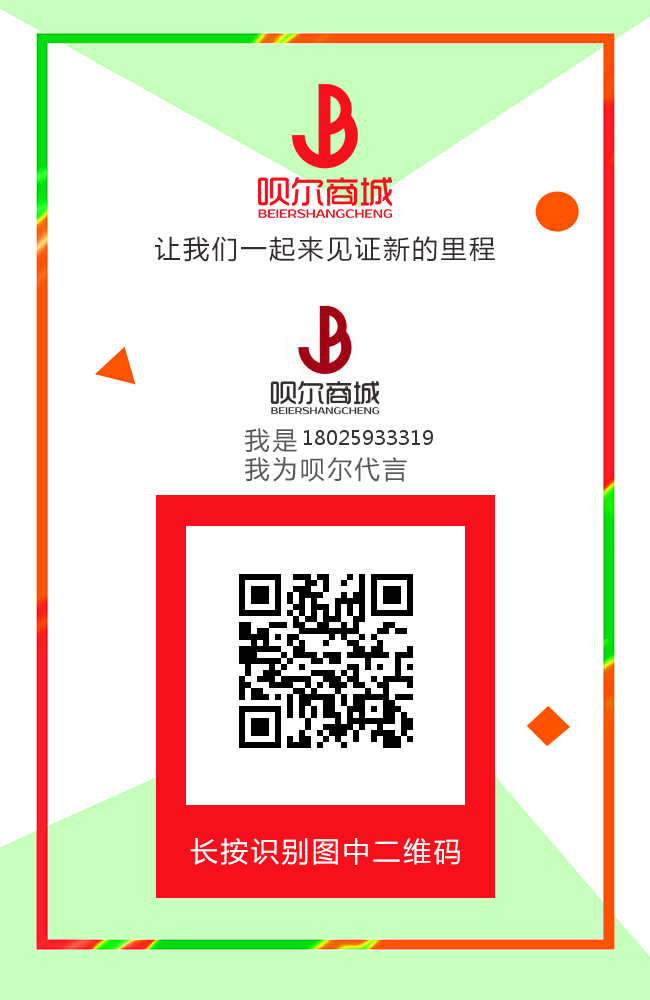 呗尔商城
BEIERSHANGCHENG
让我们一起来见证新的里程
呗尔商城
BEIERSHANGCHENG
我是 18025933319
我为呗尔代言
长按识别图中二维码